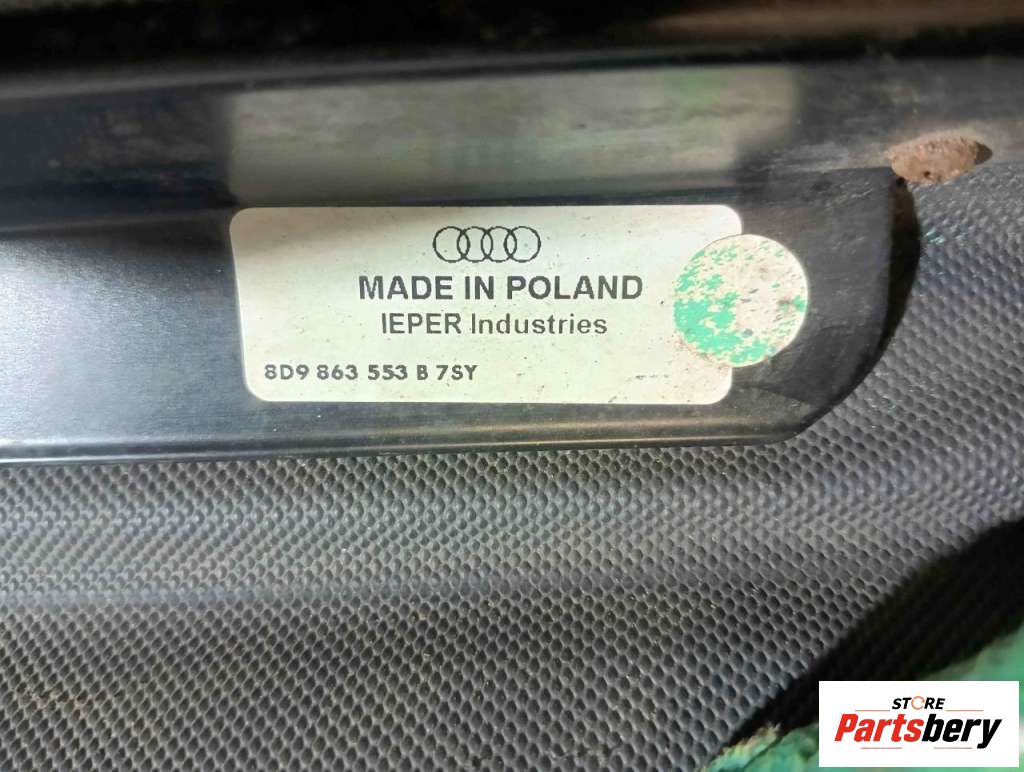 MADE IN POLAND
IEPER Industries
8D9 863 553 B 7SY
STORE
Partsbery